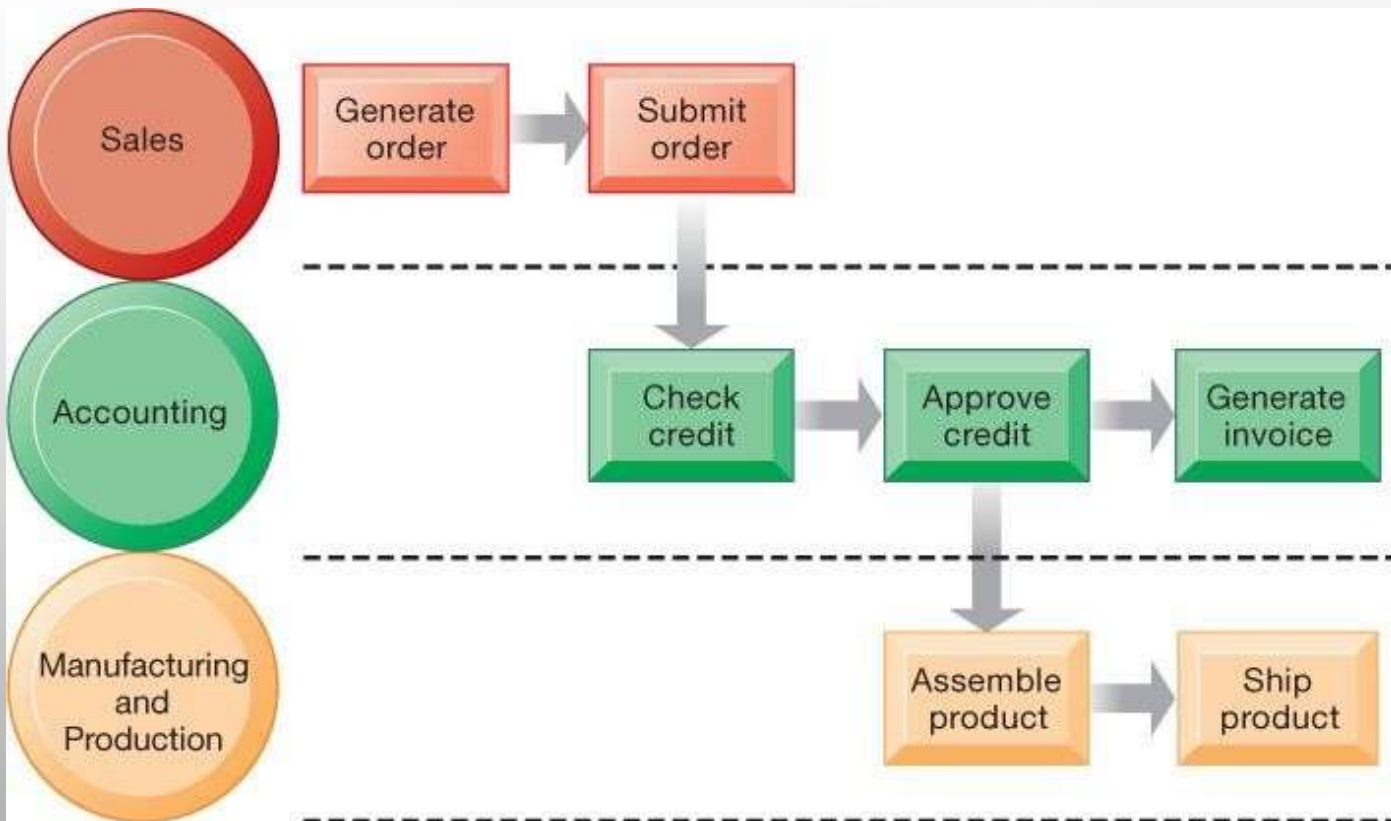 Sales
Generate
order
Submit
order
Accounting
Check
credit
Approve
credit
Generate
invoice
Manufacturing
and
Production
Assemble
product
Ship
product